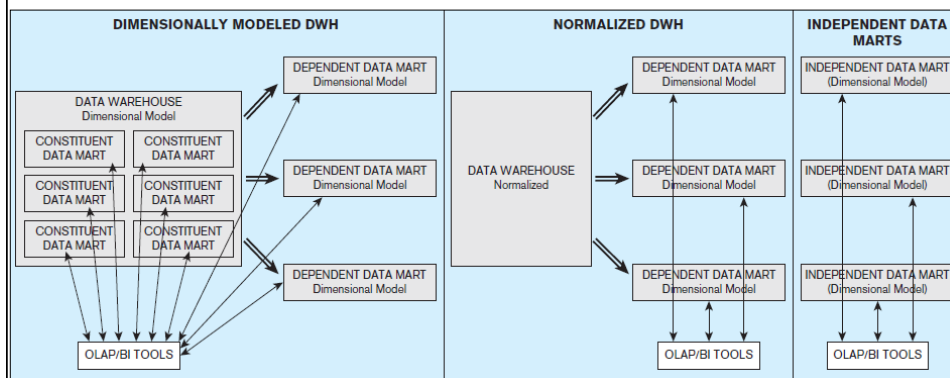 DIMENSIONALLY MODELED DWH
DATA WAREHOUSE
Dimensional Model
CONSTITUENT
DATA MART
CONSTITUENT
DATA MART
CONSTITUENT
DATA MART
CONSTITUENT
DATA MART
CONSTITUENT
DATA MART
CONSTITUENT
DATA MART
DEPENDENT DATA MART
Dimensional Model
DEPENDENT DATA MART
Dimensional Model
DEPENDENT DATA MART
Dimensional Model
OLAP/BI TOOLS
NORMALIZED DWH
DATA WAREHOUSE
Normalized
DEPENDENT DATA MART
Dimensional Model
DEPENDENT DATA MART
Dimensional Model
DEPENDENT DATA MART
Dimensional Model
OLAP/BI TOOLS
INDEPENDENT DATA
MARTS
INDEPENDENT DATA MART
(Dimensional Model)
INDEPENDENT DATA MART
(Dimensional Model)
INDEPENDENT DATA MART
(Dimensional Model)
OLAP/BI TOOLS